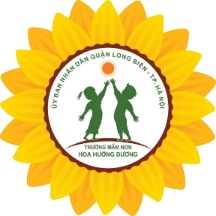 ỦY BAN NHÂN DÂN QUẬN LONG BIÊN - TP. HÀ NỘI
TRƯỜNG MẦM NON
HOA HƯỚNG DƯƠNG